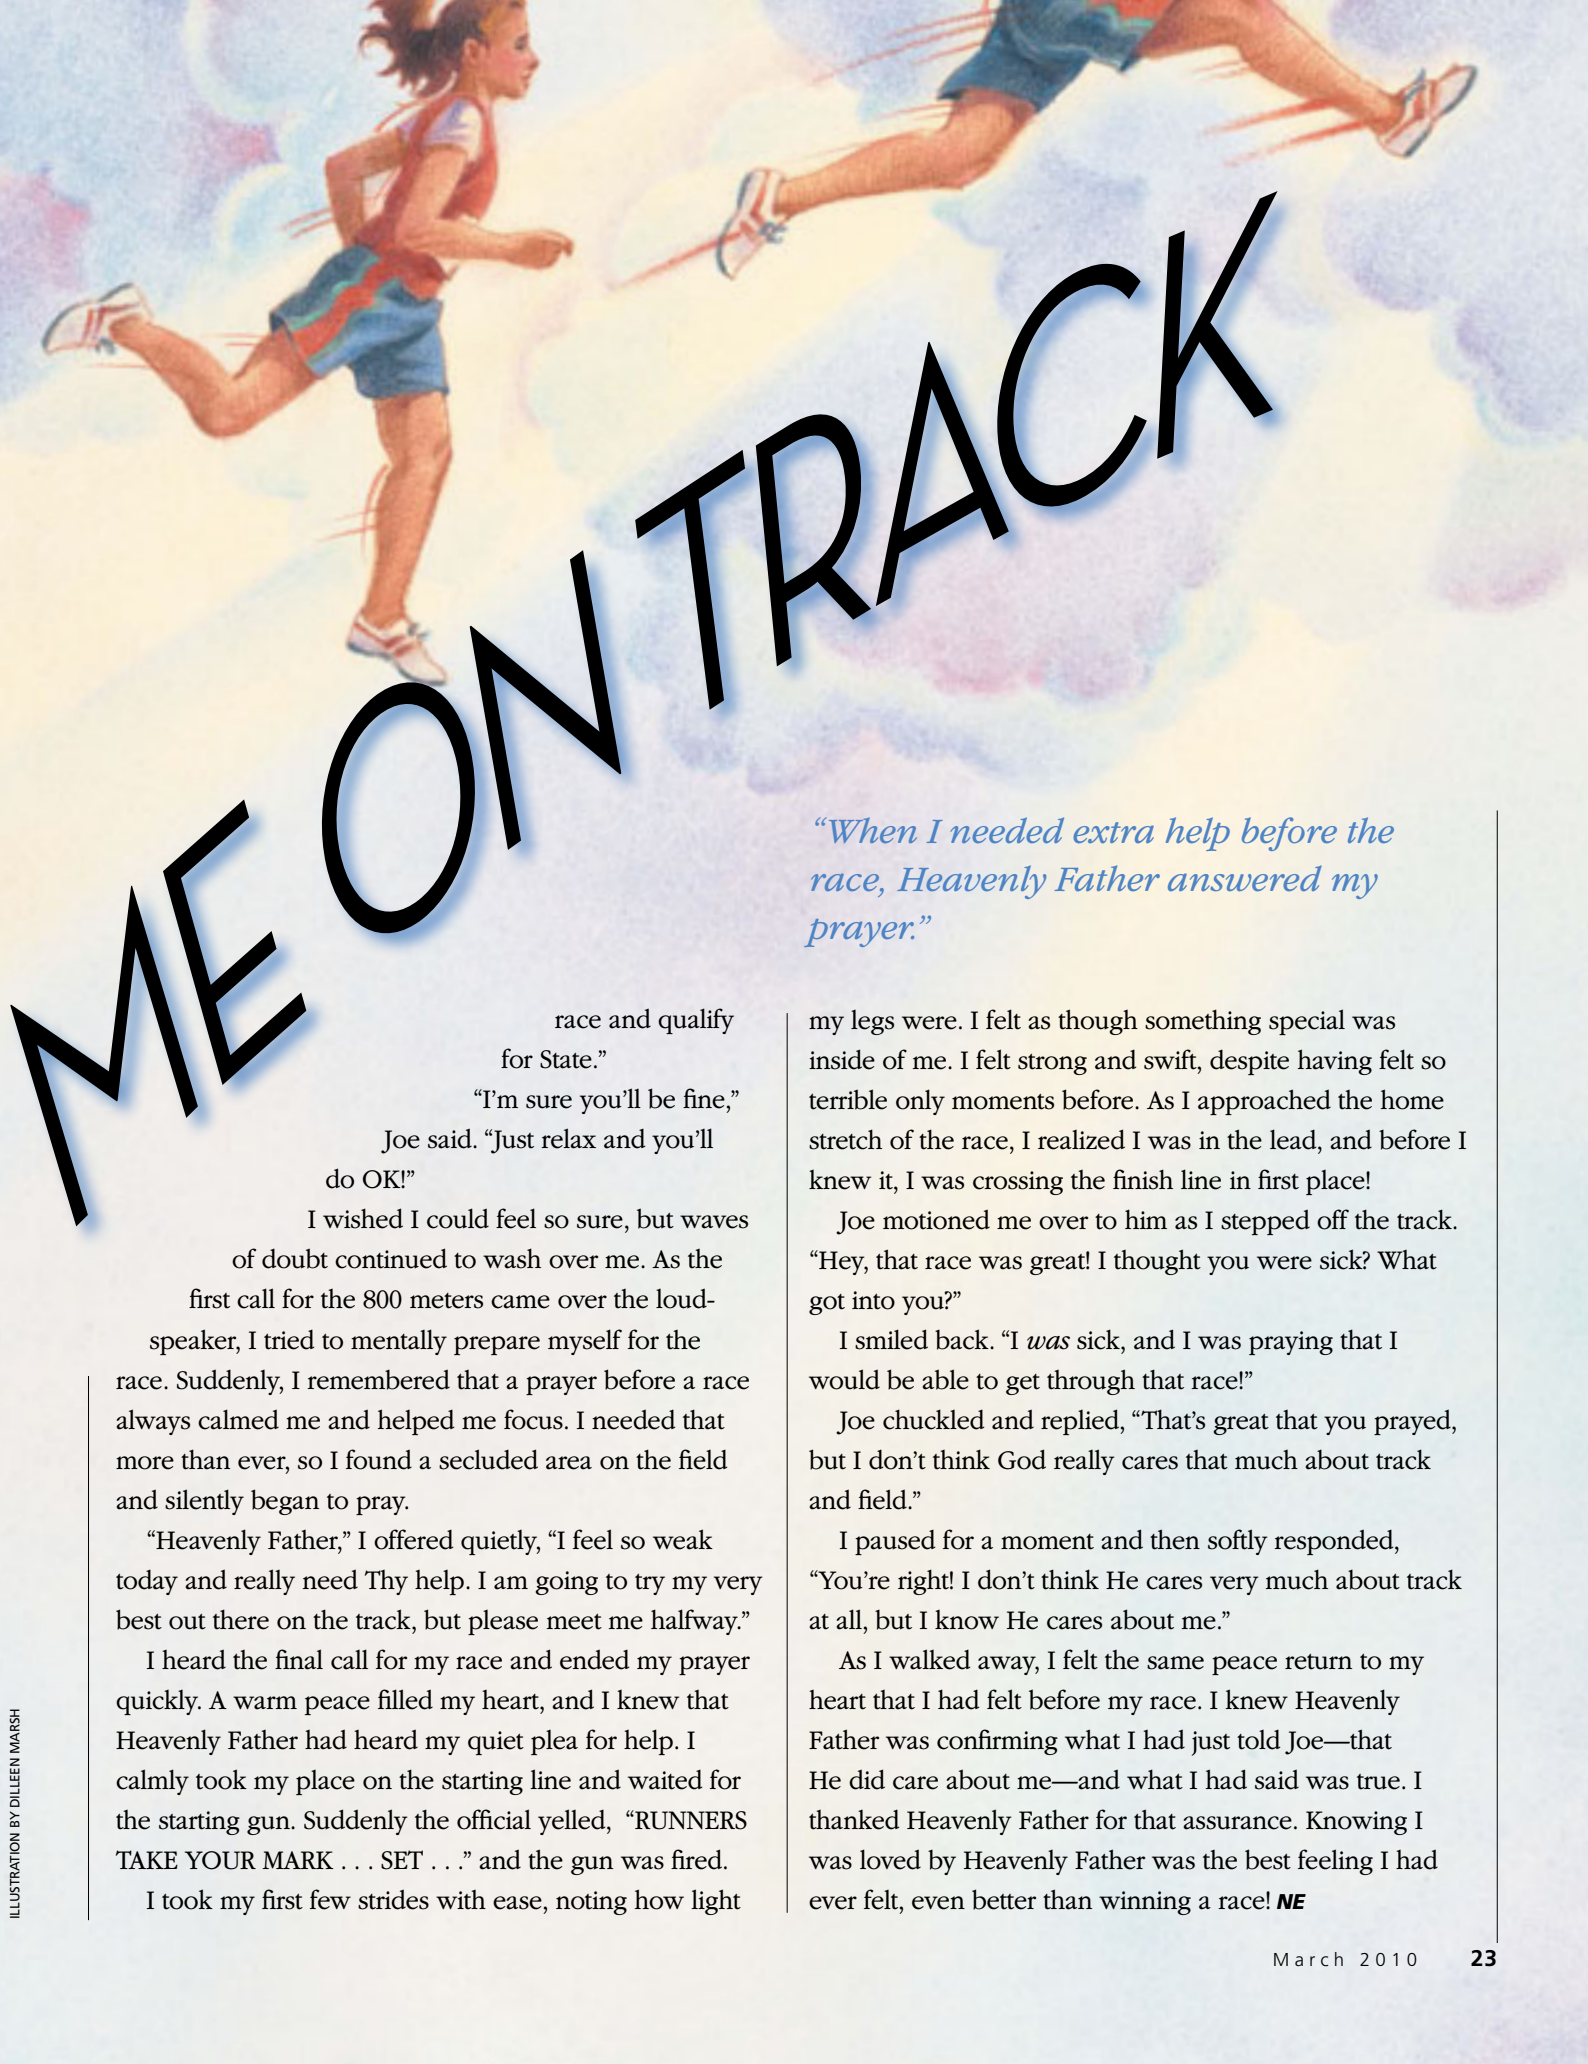 ME ON TRACK
“When I needed extra help before the
race, Heavenly Father answered my
prayer.”
race and qualify
for State.”
“I’m sure you’ll be fine,”
Joe said. “Just relax and you’ll
do OK!”
I wished I could feel so sure, but waves
of doubt continued to wash over me. As the
first call for the 800 meters came over the loud-
speaker, I tried to mentally prepare myself for the
race. Suddenly, I remembered that a prayer before a race
always calmed me and helped me focus. I needed that
more than ever, so I found a secluded area on the field
and silently began to pray.
“Heavenly Father,” I offered quietly, “I feel so weak
today and really need Thy help. I am going to try my very
best out there on the track, but please meet me halfway.”
I heard the final call for my race and ended my prayer
quickly. A warm peace filled my heart, and I knew that
Heavenly Father had heard my quiet plea for help. I
calmly took my place on the starting line and waited for
the starting gun. Suddenly the official yelled, “RUNNERS
TAKE YOUR MARK . . . SET . . .” and the gun was fired.
I took my first few strides with ease, noting how light
my legs were. I felt as though something special was
inside of me. I felt strong and swift, despite having felt so
terrible only moments before. As I approached the home
stretch of the race, I realized I was in the lead, and before I
knew it, I was crossing the finish line in first place!
Joe motioned me over to him as I stepped off the track.
“Hey, that race was great! I thought you were sick? What
got into you?”
I smiled back. “I was sick, and I was praying that I
would be able to get through that race!”
Joe chuckled and replied, “That’s great that you prayed,
but I don’t think God really cares that much about track
and field.”
I paused for a moment and then softly responded,
“You’re right! I don’t think He cares very much about track
at all, but I know He cares about me.”
As I walked away, I felt the same peace return to my
heart that I had felt before my race. I knew Heavenly
Father was confirming what I had just told Joe—that
He did care about me—and what I had said was true. I
thanked Heavenly Father for that assurance. Knowing I
was loved by Heavenly Father was the best feeling I had
ever felt, even better than winning a race! NE
ILLUSTRATION BY DILLEEN MARSH
March 2010 23